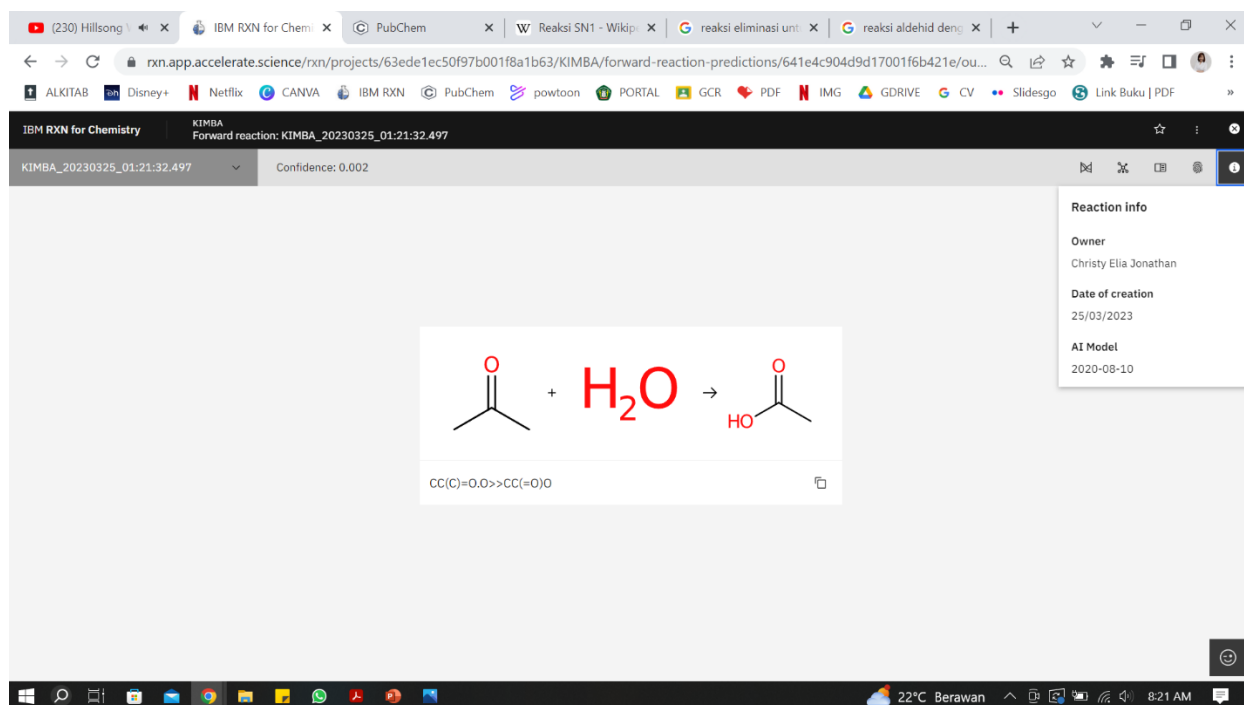 (230) Hillsong
IBM RXN for Chemi
PubChem
W Reaksi SN1 - Wikip
G reaksi eliminasi unt
G reaksi aldehid deng
rxn.app.accelerate.science/rxn/projects/63ede1ec50f97b001f8a1b63/KIMBA/forward-reaction-predictions/641e4c904d9d17001f6b421e/ou...
ALKITAB Disney+ N Netflix CANVA IBM RXN PubChem powtoon PORTAL GCR PDF IMG GDRIVE G CV Slidesgo Link Buku | PDF »
IBM RXN for Chemistry
KIMBA
Forward reaction: KIMBA_20230325_01:21:32.497
KIMBA_20230325_01:21:32.497
Confidence: 0.002
Reaction info
Owner
Christy Elia Jonathan
Date of creation
25/03/2023
AI Model
2020-08-10
O
+ H₂O →
O
HO
CC(C)=O.O>>CC(=O)O
22°C Berawan 8:21 AM